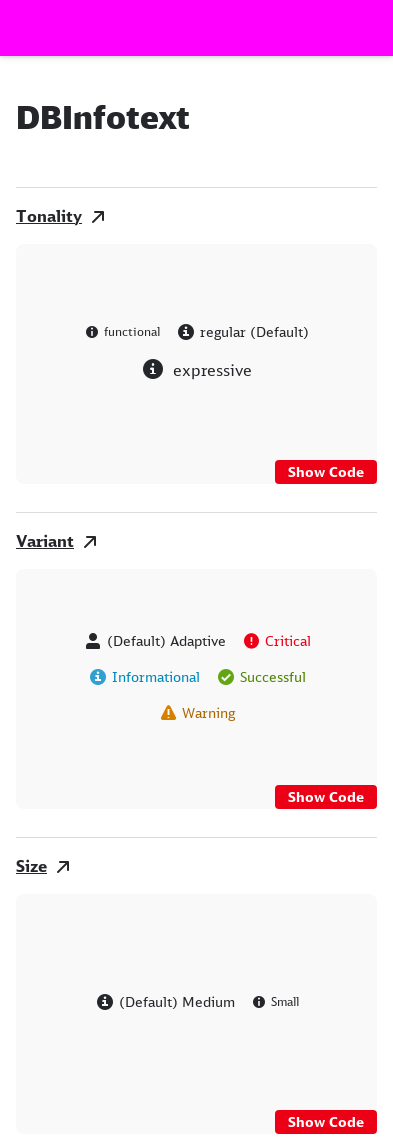 DBInfotext
Tonality
functional regular (Default)
expressive
Show Code
Variant
(Default) Adaptive Critical
Informational Successful
Warning
Show Code
Size
(Default) Medium Small
Show Code